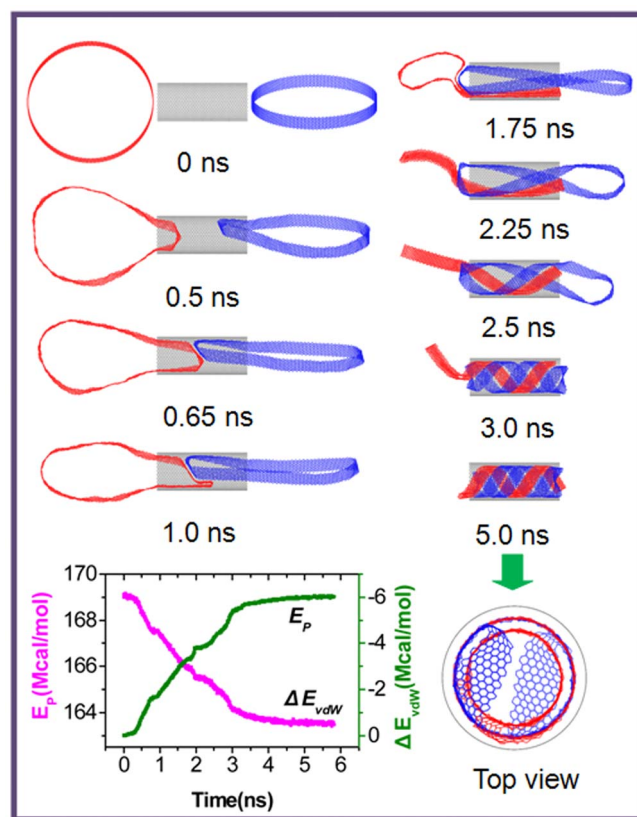 0 ns
0.5 ns
0.65 ns
1.0 ns
1.75 ns
2.25 ns
2.5 ns
3.0 ns
5.0 ns
Top view
E_P(Mcal/mol)
169
168
166
164
E_P
ΔE_vdW
ΔE_vdW(Mcal/mol)
-6
-4
-2
0
0 1 2 3 4 5 6
Time(ns)